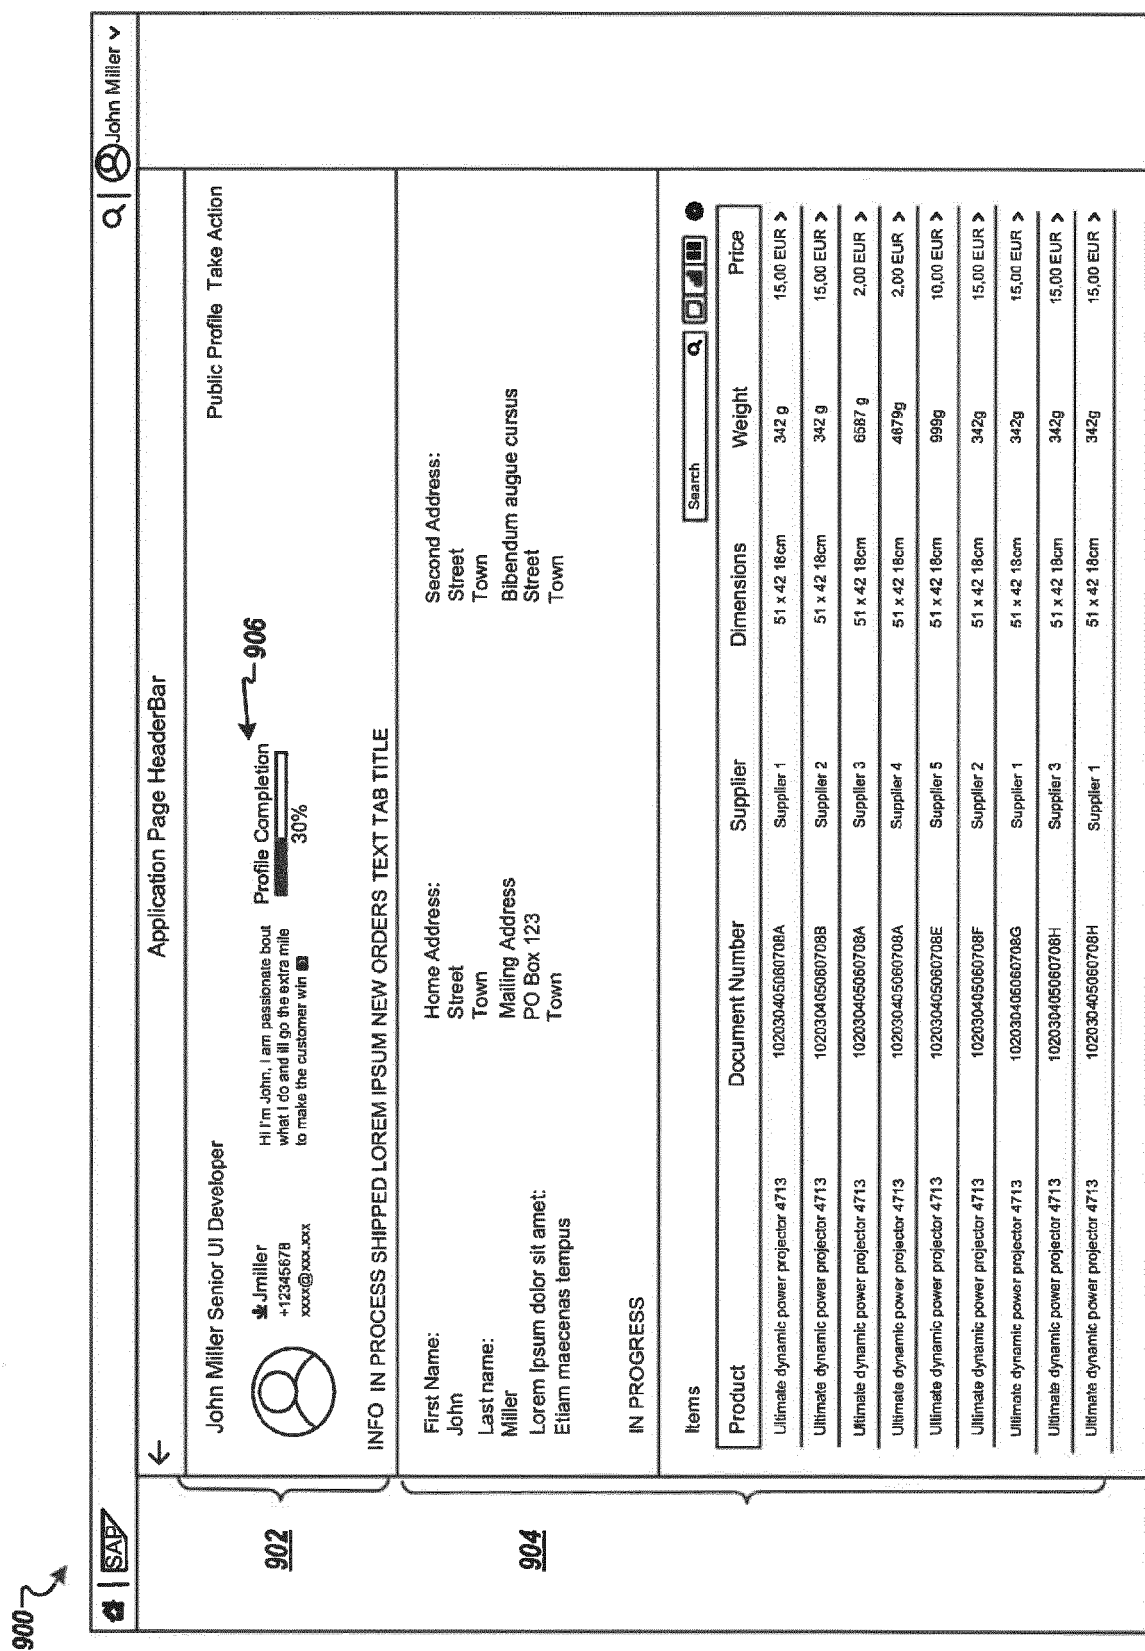 900
SAP
John Miller
Application Page HeaderBar
902
John Miller Senior UI Developer
Public Profile Take Action
Jmiller
+12345678
xxxx@xxx.xxx
Hi I'm John, I am passionate bout
what I do and ill go the extra mile
to make the customer win
Profile Completion
30%
906
INFO IN PROCESS SHIPPED LOREM IPSUM NEW ORDERS TEXT TAB TITLE
904
First Name:
John
Last name:
Miller
Lorem Ipsum dolor sit amet:
Etiam maecenas tempus
Home Address:
Street
Town
Mailing Address
PO Box 123
Town
Second Address:
Street
Town
Bibendum augue cursus
Street
Town
IN PROGRESS
Items
Search
Product Document Number Supplier Dimensions Weight Price
Ultimate dynamic power projector 4713 10203040506070​8A Supplier 1 51 x 42 18cm 342 g 15,00 EUR >
Ultimate dynamic power projector 4713 102030405060708B Supplier 2 51 x 42 18cm 342 g 15,00 EUR >
Ultimate dynamic power projector 4713 102030405060708A Supplier 3 51 x 42 18cm 6587 g 2,00 EUR >
Ultimate dynamic power projector 4713 102030405060708A Supplier 4 51 x 42 18cm 4679g 2,00 EUR >
Ultimate dynamic power projector 4713 102030405060708E Supplier 5 51 x 42 18cm 999g 10,00 EUR >
Ultimate dynamic power projector 4713 102030405060708F Supplier 2 51 x 42 18cm 342g 15,00 EUR >
Ultimate dynamic power projector 4713 102030405060708G Supplier 1 51 x 42 18cm 342g 15,00 EUR >
Ultimate dynamic power projector 4713 102030405060708H Supplier 3 51 x 42 18cm 342g 15,00 EUR >
Ultimate dynamic power projector 4713 102030405060708H Supplier 1 51 x 42 18cm 342g 15,00 EUR >